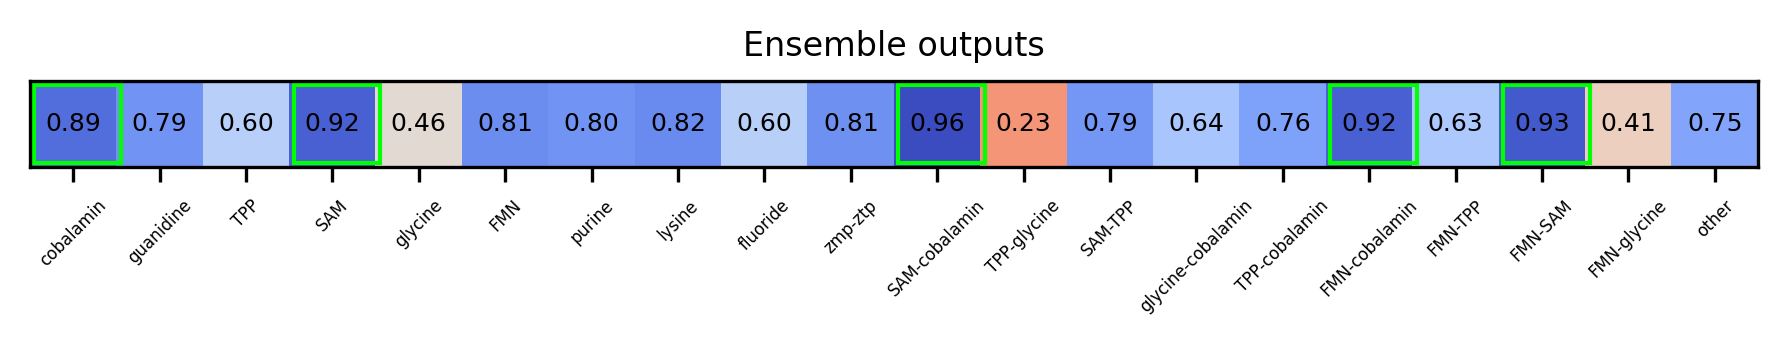 Ensemble outputs
0.89 0.79 0.60 0.92 0.46 0.81 0.80 0.82 0.60 0.81 0.96 0.23 0.79 0.64 0.76 0.92 0.63 0.93 0.41 0.75
cobalamin guanidine TPP SAM glycine FMN purine lysine fluoride zmp-ztp SAM-cobalamin TPP-glycine SAM-TPP glycine-cobalamin TPP-cobalamin FMN-cobalamin FMN-TPP FMN-SAM FMN-glycine other